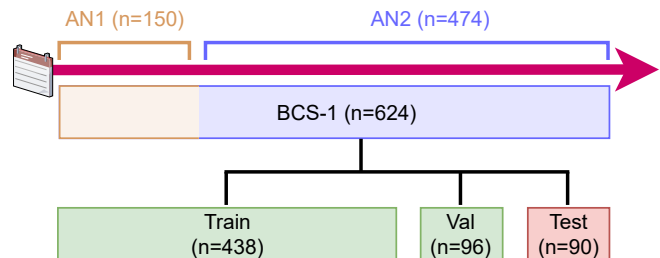 AN1 (n=150)
AN2 (n=474)
BCS-1 (n=624)
Train
(n=438)
Val
(n=96)
Test
(n=90)